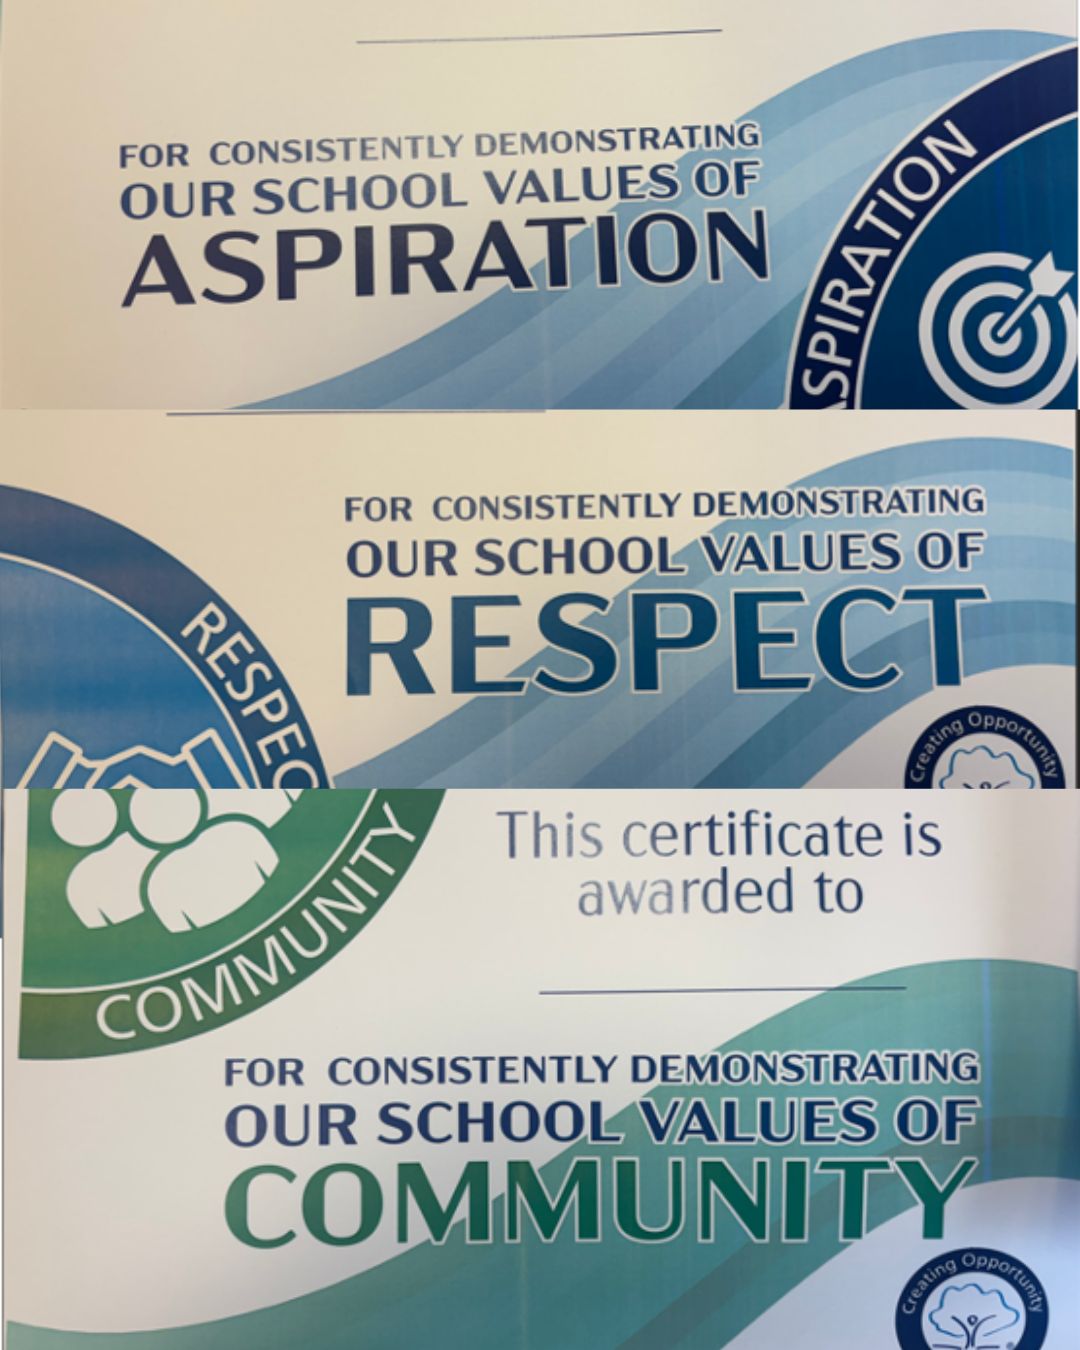 FOR CONSISTENTLY DEMONSTRATING
OUR SCHOOL VALUES OF
ASPIRATION
ASPIRATION
FOR CONSISTENTLY DEMONSTRATING
OUR SCHOOL VALUES OF
RESPECT
RESPEC
Creating Opportunity
This certificate is
awarded to
COMMUNITY
FOR CONSISTENTLY DEMONSTRATING
OUR SCHOOL VALUES OF
COMMUNITY
Creating Opportunity